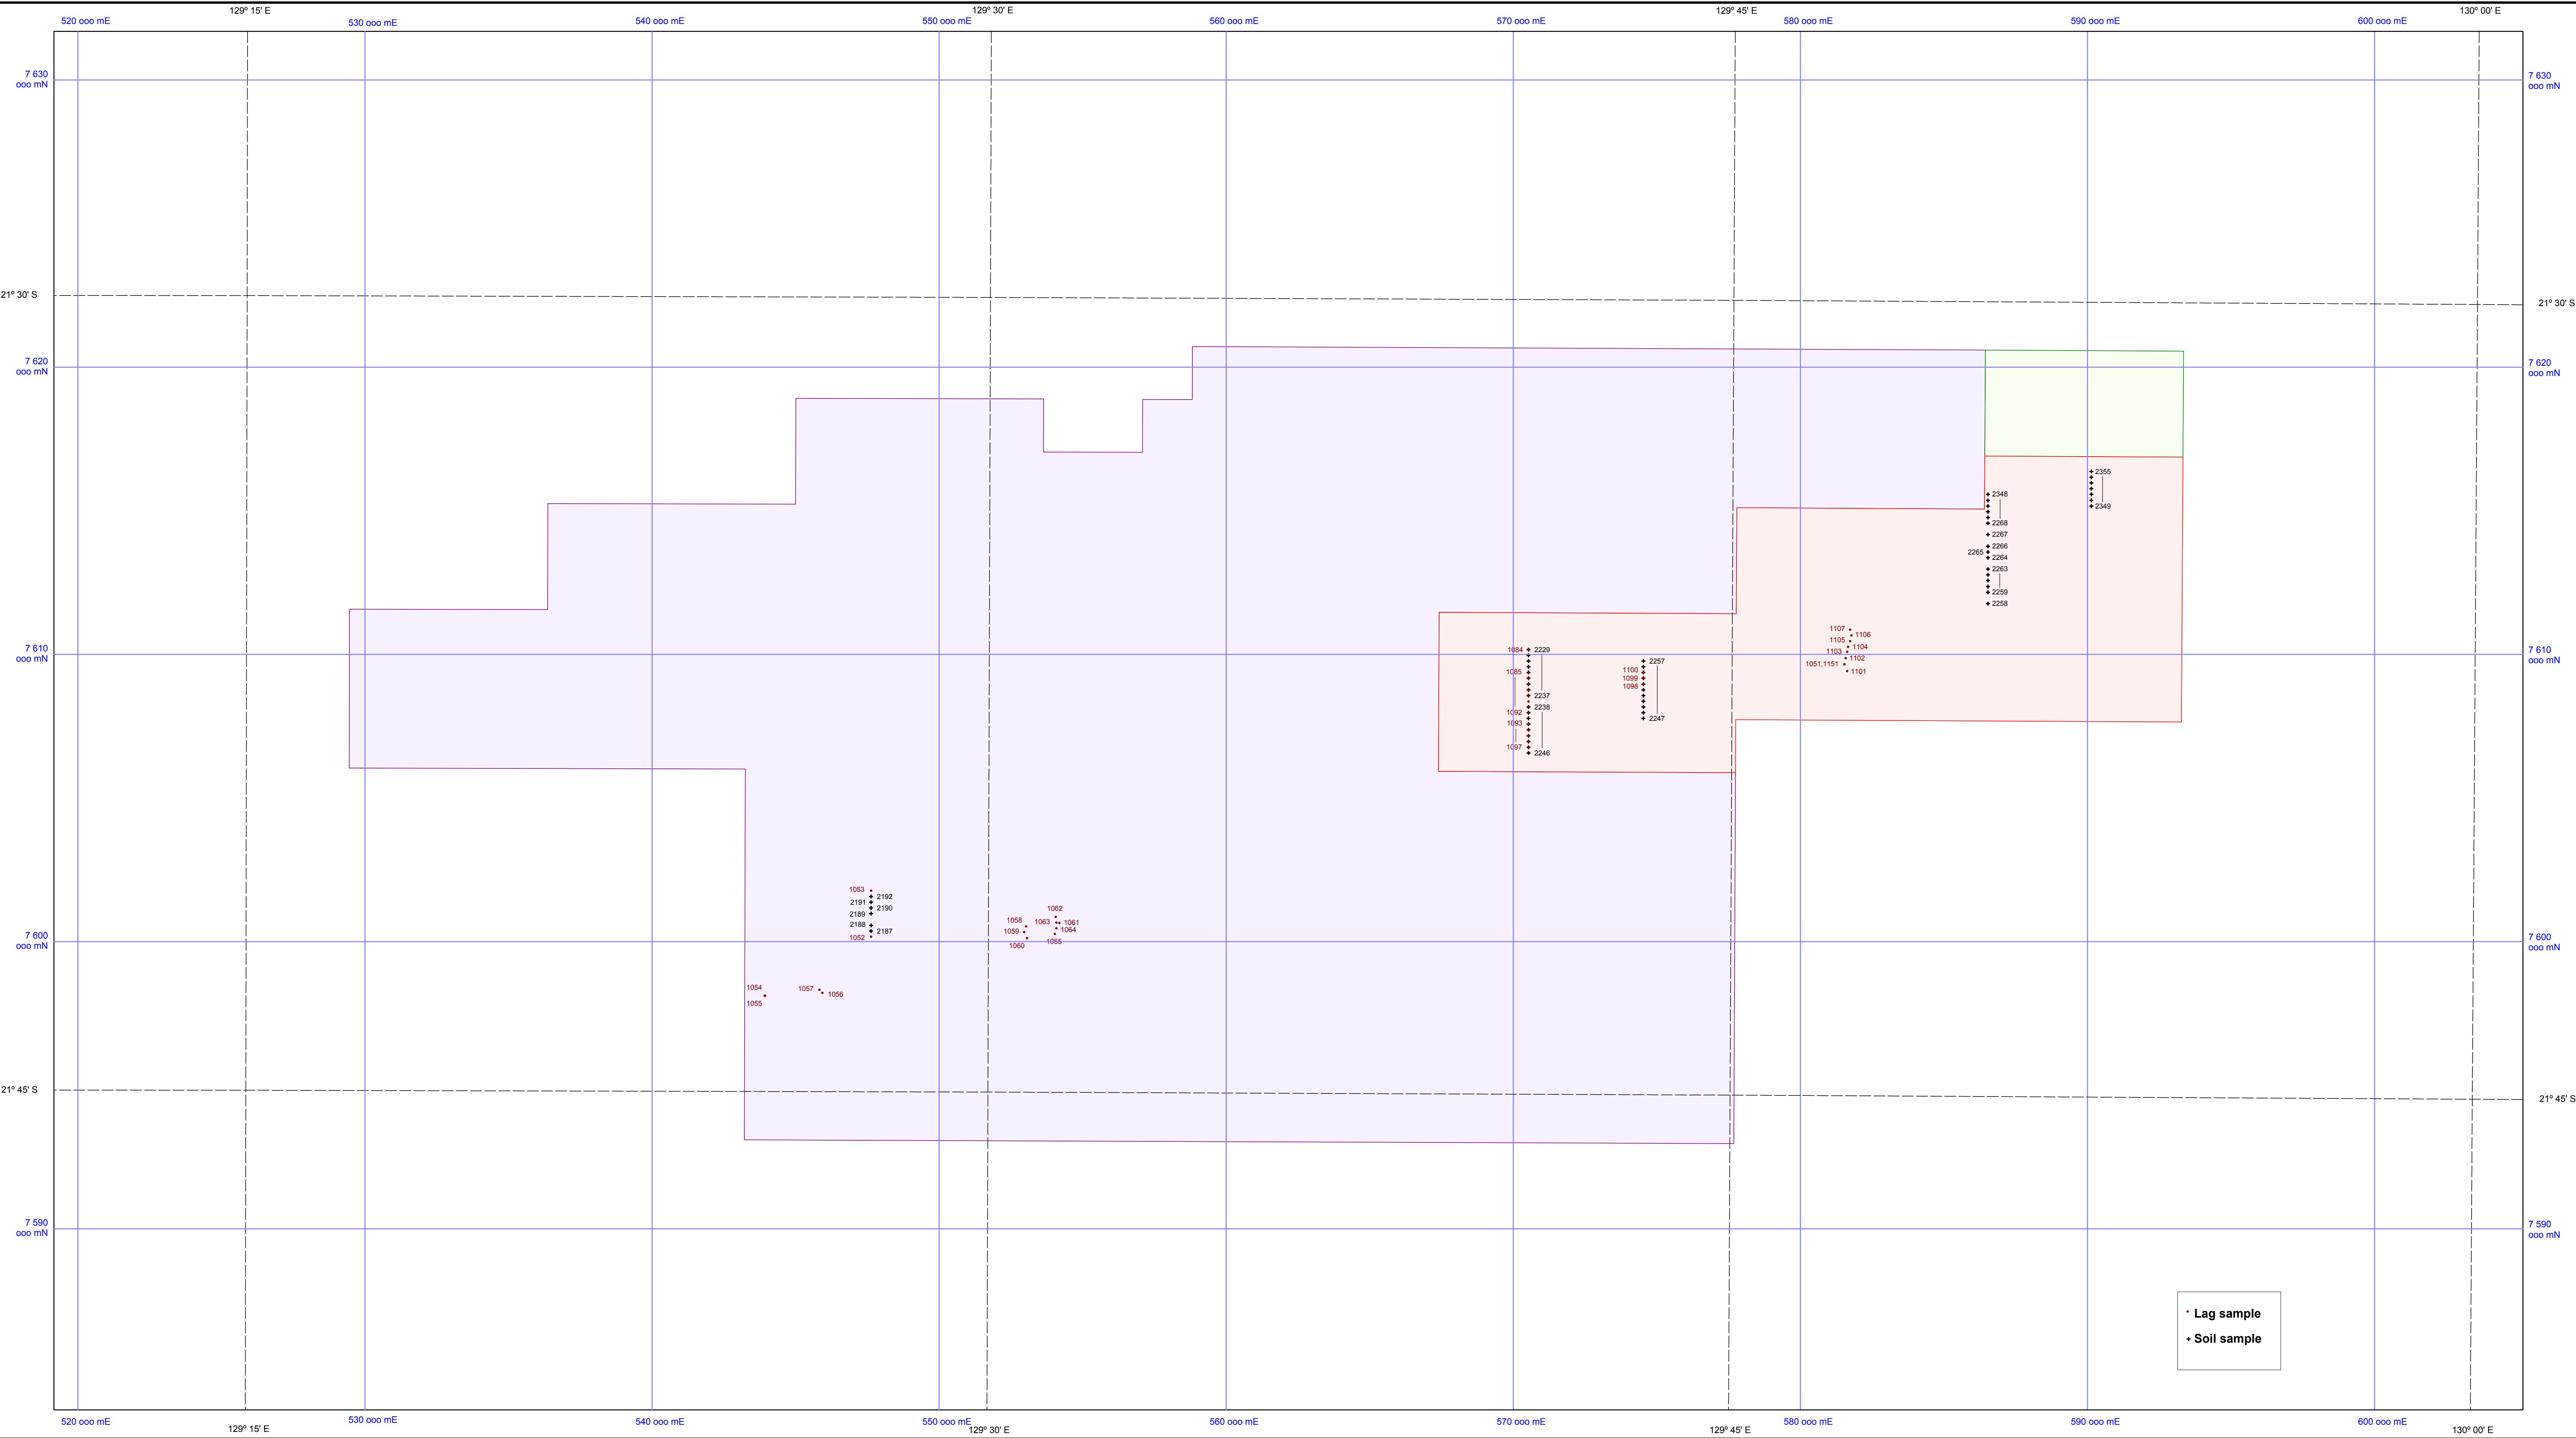 129° 15' E
129° 30' E
129° 45' E
130° 00' E
520 000 mE
530 000 mE
540 000 mE
550 000 mE
560 000 mE
570 000 mE
580 000 mE
590 000 mE
600 000 mE
7 630
000 mN
7 630
000 mN
21° 30' S
21° 30' S
7 620
000 mN
7 620
000 mN
2355
2349
2348
2268
2267
2266
2265
2264
2263
2259
2258
1107
1106
1105
1104
1103
1102
1051,1151
1101
7 610
000 mN
7 610
000 mN
1084
2229
1085
2237
2238
1092
1093
1097
2246
2257
1100
1099
1098
2247
1053
2192
2191
2190
2189
2188
2187
1052
1062
1058
1063
1061
1059
1064
1060
1065
7 600
000 mN
7 600
000 mN
1054
1055
1057
1056
21° 45' S
21° 45' S
7 590
000 mN
7 590
000 mN
Lag sample
Soil sample
520 000 mE
530 000 mE
540 000 mE
550 000 mE
560 000 mE
570 000 mE
580 000 mE
590 000 mE
600 000 mE
129° 15' E
129° 30' E
129° 45' E
130° 00' E